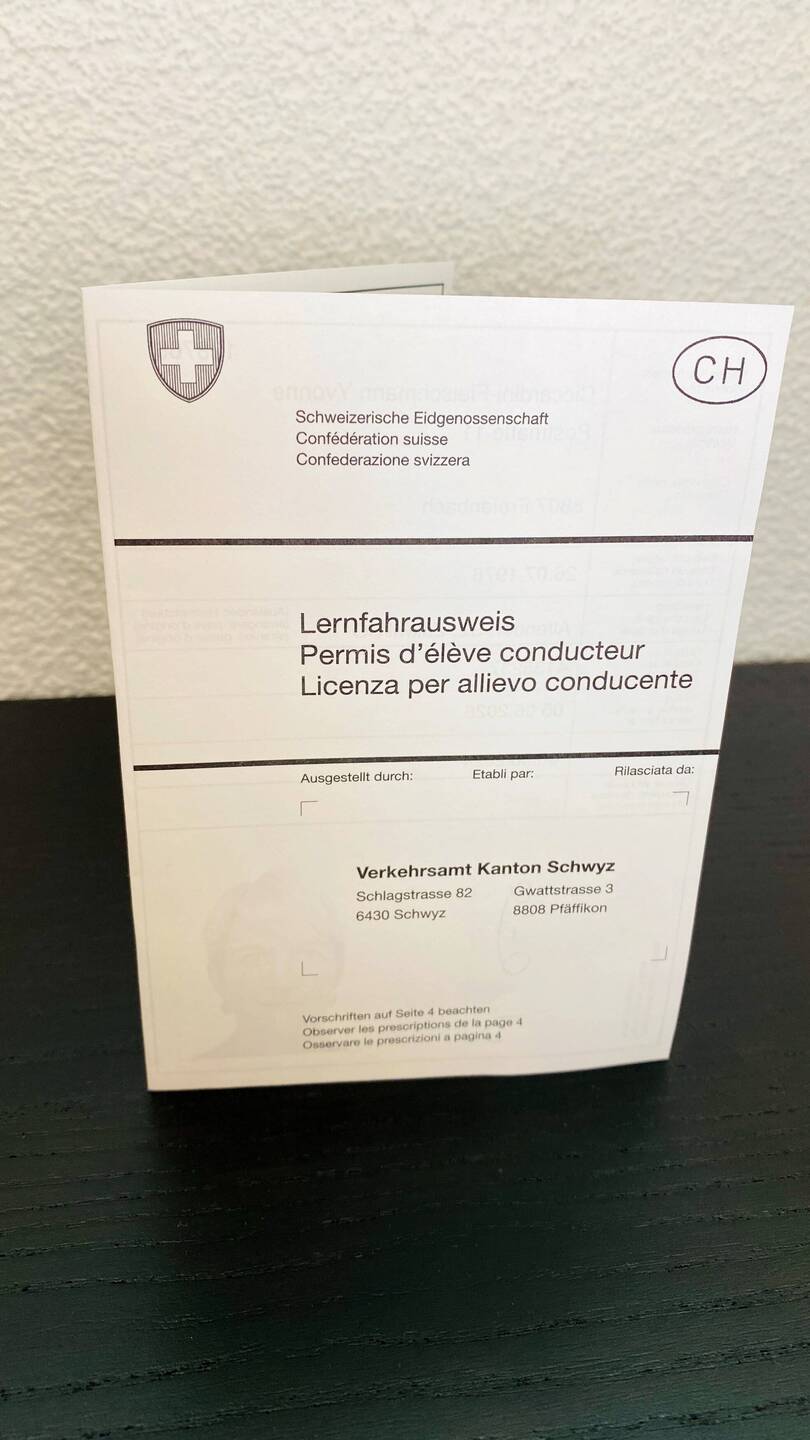 CH
Schweizerische Eidgenossenschaft
Confédération suisse
Confederazione svizzera
Lernfahrausweis
Permis d'élève conducteur
Licenza per allievo conducente
Ausgestellt durch: Etabli par: Rilasciata da:
Verkehrsamt Kanton Schwyz
Schlagstrasse 82 Gwattstrasse 3
6430 Schwyz 8808 Pfäffikon
Vorschriften auf Seite 4 beachten
Observer les prescriptions de la page 4
Osservare le prescrizioni a pagina 4